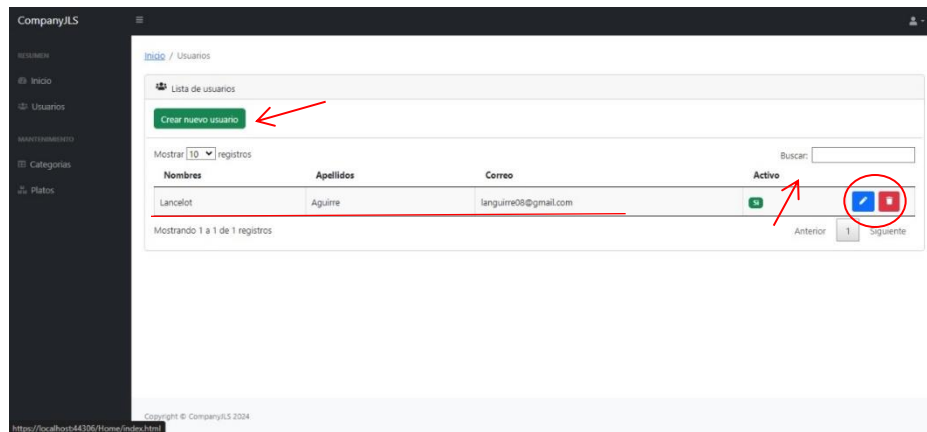 CompanyJLS
RESUMEN
Inicio
Usuarios
MANTENIMIENTO
Categorias
Platos
Inicio / Usuarios
Lista de usuarios
Crear nuevo usuario
Mostrar 10 registros
Buscar:
Nombres Apellidos Correo Activo
Lancelot Aguirre languirre08@gmail.com Si
Mostrando 1 a 1 de 1 registros
Anterior 1 Siguiente
Copyright © CompanyJLS 2024
https://localhost:44306/Home/index.html